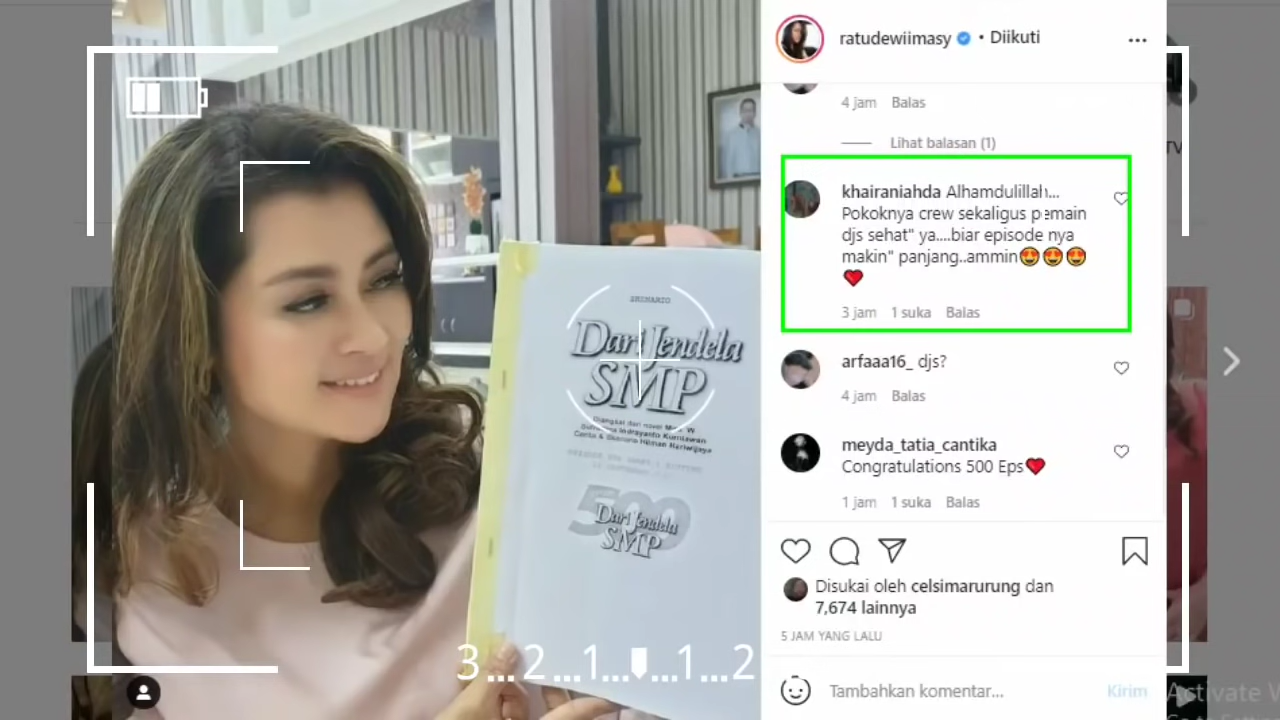 ratudewiimasy • Diikuti
4 jam Balas
Lihat balasan (1)
khairaniahda Alhamdulillah...
Pokoknya crew sekaligus pemain
djs sehat" ya....biar episode nya
makin" panjang..ammin😍😍😍
❤️
3 jam 1 suka Balas
arfaaa16_ djs?
4 jam Balas
meyda_tatia_cantika
Congratulations 500 Eps❤️
1 jam 1 suka Balas
Disukai oleh celsimarurung dan
7,674 lainnya
5 JAM YANG LALU
Tambahkan komentar... Kirim
SKENARIO
Dari Jendela
SMP
500
Dari Jendela
SMP
3...2...1...1...2
TV
Activate